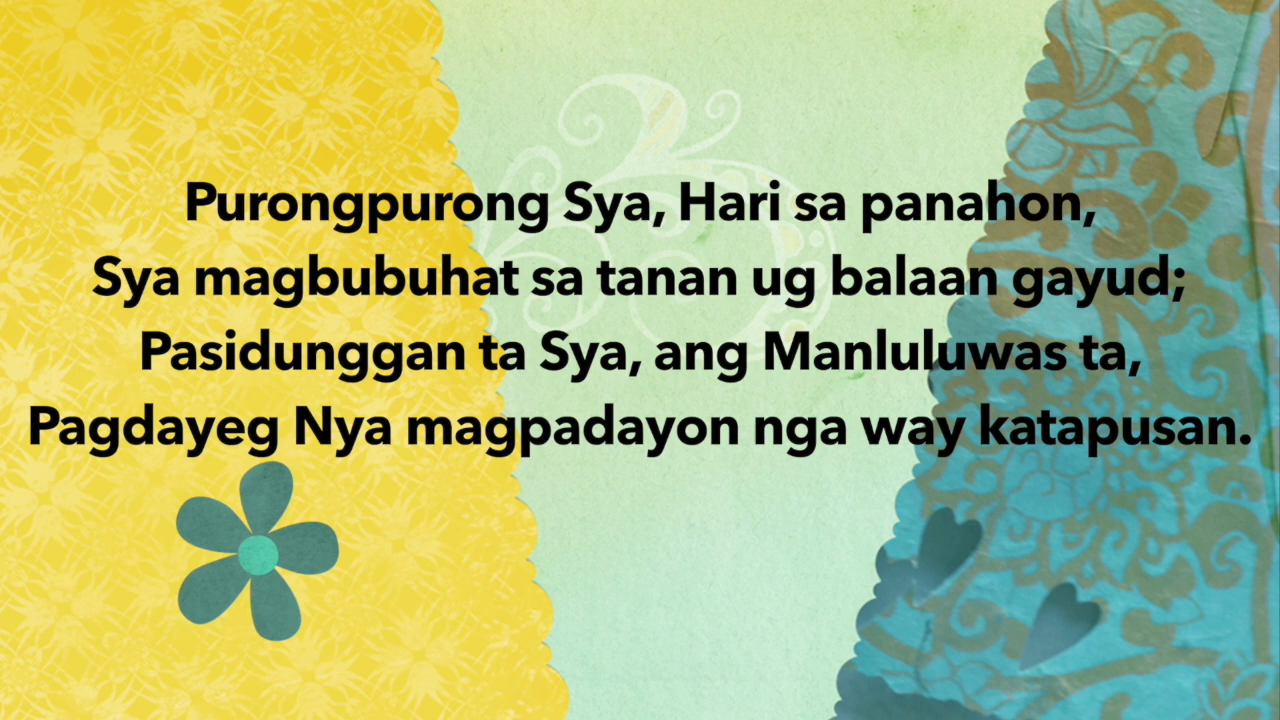 Purongpurong Sya, Hari sa panahon,
Sya magbubuhat sa tanan ug balaan gayud;
Pasidunggan ta Sya, ang Manluluwas ta,
Pagdayeg Nya magpadayon nga way katapusan.